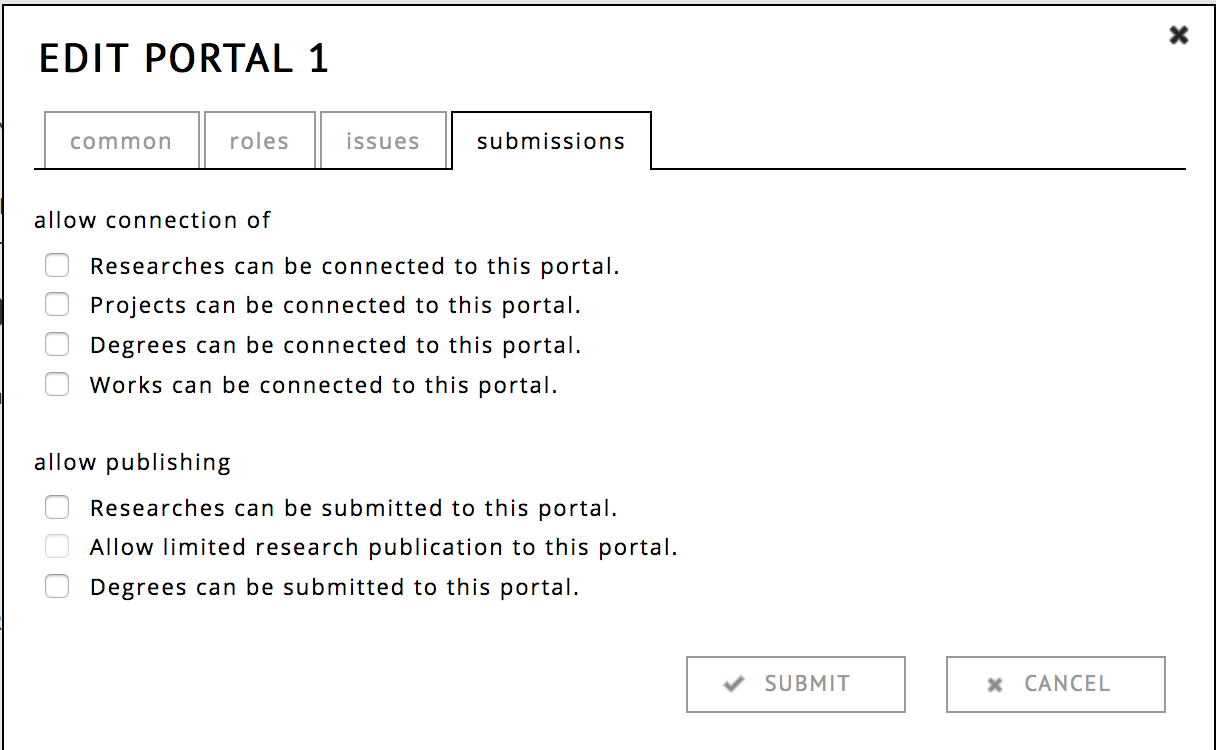 EDIT PORTAL 1
common roles issues submissions
allow connection of
Researches can be connected to this portal.
Projects can be connected to this portal.
Degrees can be connected to this portal.
Works can be connected to this portal.
allow publishing
Researches can be submitted to this portal.
Allow limited research publication to this portal.
Degrees can be submitted to this portal.
SUBMIT CANCEL